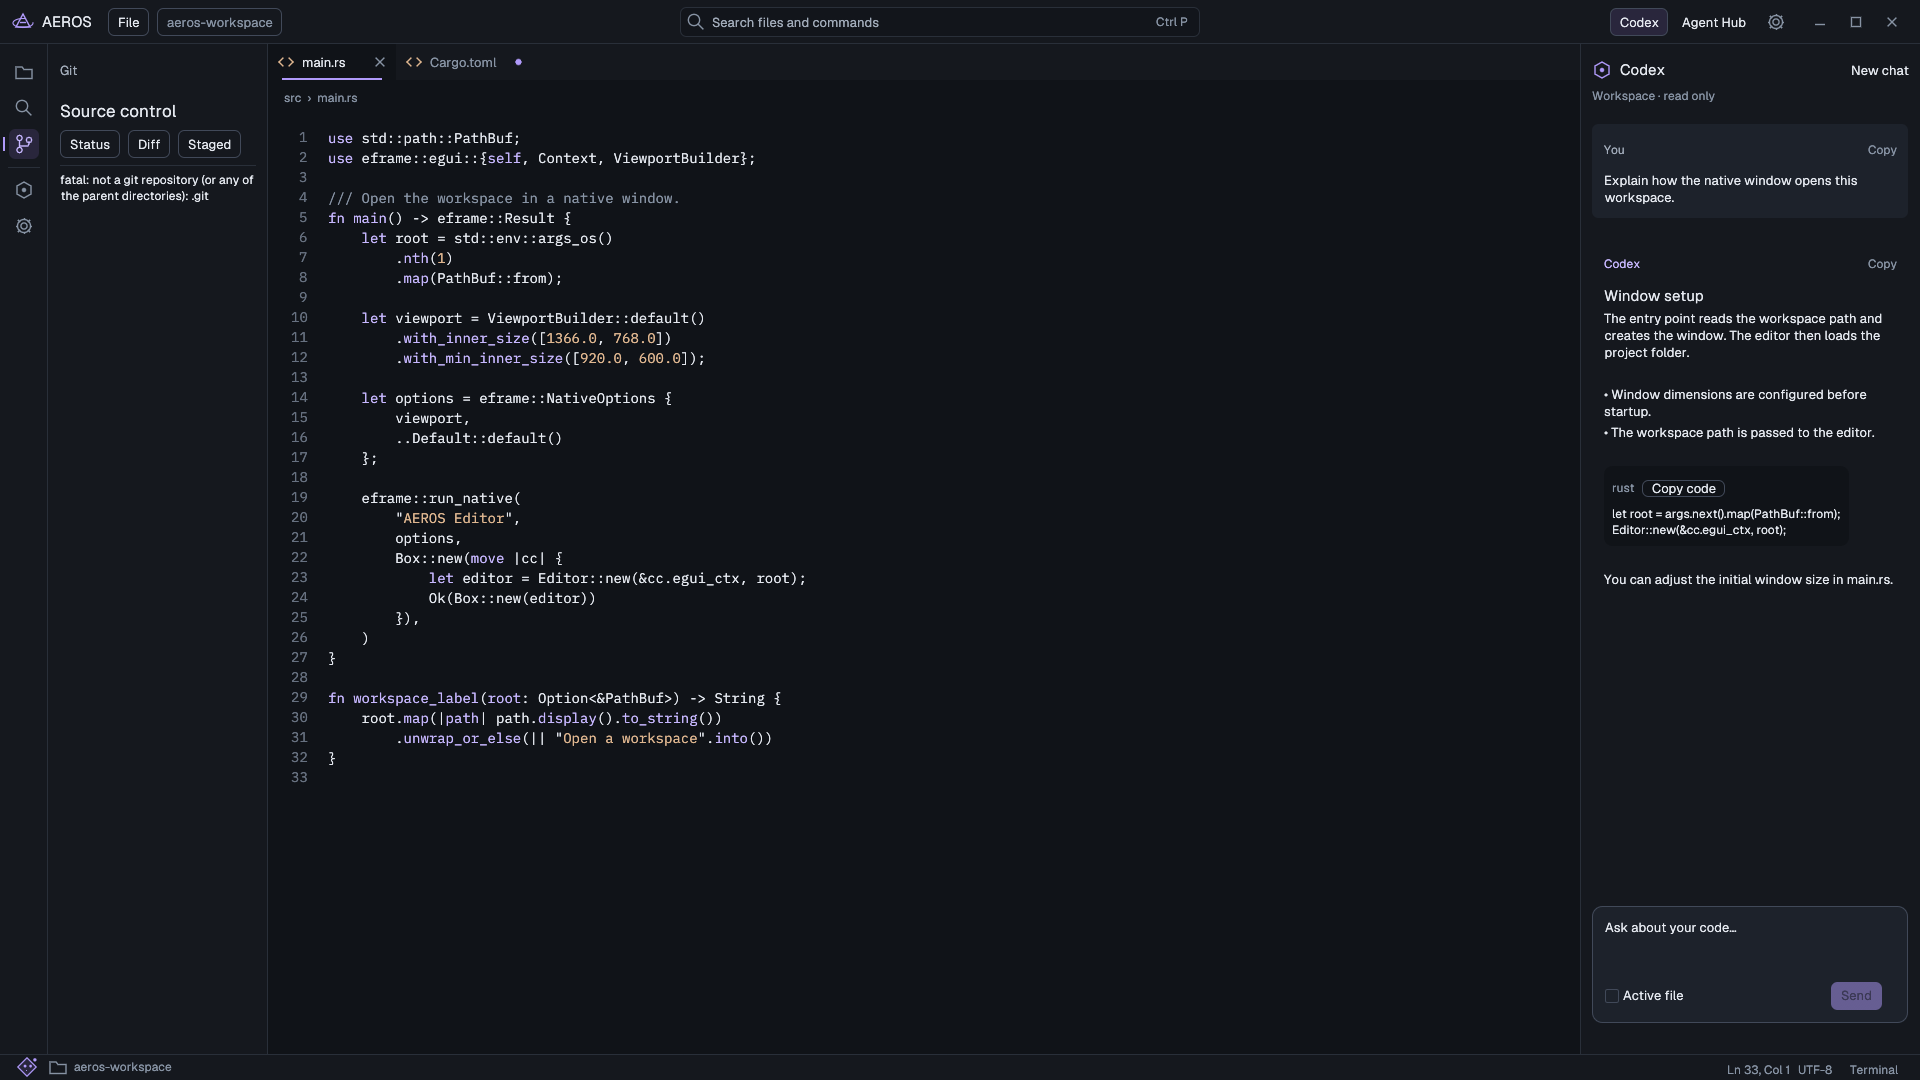 AEROS File aeros-workspace Search files and commands Ctrl P Codex Agent Hub
Git
Source control
Status Diff Staged
fatal: not a git repository (or any of
the parent directories): .git
main.rs Cargo.toml
src › main.rs
1 use std::path::PathBuf;
2 use eframe::egui::{self, Context, ViewportBuilder};
3
4 /// Open the workspace in a native window.
5 fn main() -> eframe::Result {
6     let root = std::env::args_os()
7         .nth(1)
8         .map(PathBuf::from);
9
10     let viewport = ViewportBuilder::default()
11         .with_inner_size([1366.0, 768.0])
12         .with_min_inner_size([920.0, 600.0]);
13
14     let options = eframe::NativeOptions {
15         viewport,
16         ..Default::default()
17     };
18
19     eframe::run_native(
20         "AEROS Editor",
21         options,
22         Box::new(move |cc| {
23             let editor = Editor::new(&cc.egui_ctx, root);
24             Ok(Box::new(editor))
25         }),
26     )
27 }
28
29 fn workspace_label(root: Option<&PathBuf>) -> String {
30     root.map(|path| path.display().to_string())
31         .unwrap_or_else(|| "Open a workspace".into())
32 }
33
Codex New chat
Workspace · read only
You Copy
Explain how the native window opens this
workspace.
Codex Copy
Window setup
The entry point reads the workspace path and
creates the window. The editor then loads the
project folder.
• Window dimensions are configured before
startup.
• The workspace path is passed to the editor.
rust Copy code
let root = args.next().map(PathBuf::from);
Editor::new(&cc.egui_ctx, root);
You can adjust the initial window size in main.rs.
Ask about your code…
Active file Send
aeros-workspace Ln 33, Col 1 UTF-8 Terminal